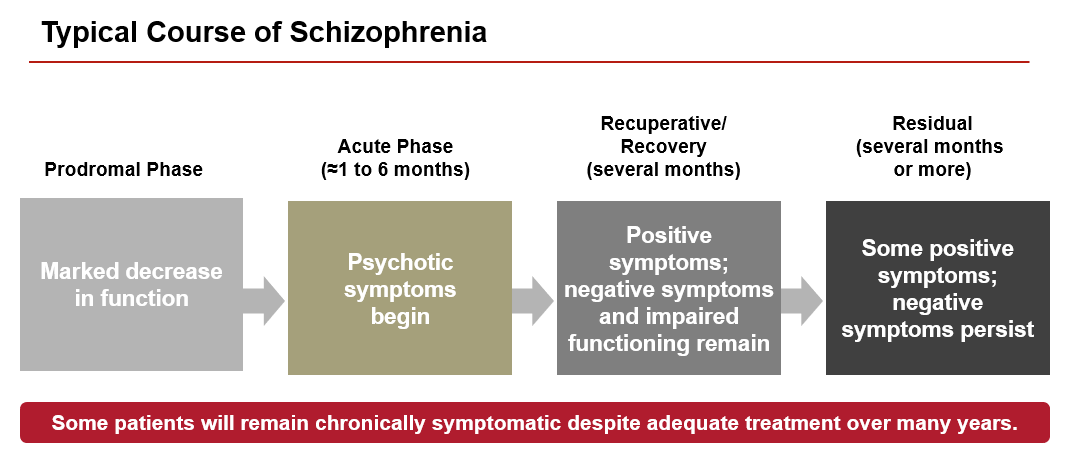 Typical Course of Schizophrenia
Prodromal Phase
Marked decrease
in function
Acute Phase
(≈1 to 6 months)
Psychotic
symptoms
begin
Recuperative/
Recovery
(several months)
Positive
symptoms;
negative symptoms
and impaired
functioning remain
Residual
(several months
or more)
Some positive
symptoms;
negative
symptoms persist
Some patients will remain chronically symptomatic despite adequate treatment over many years.